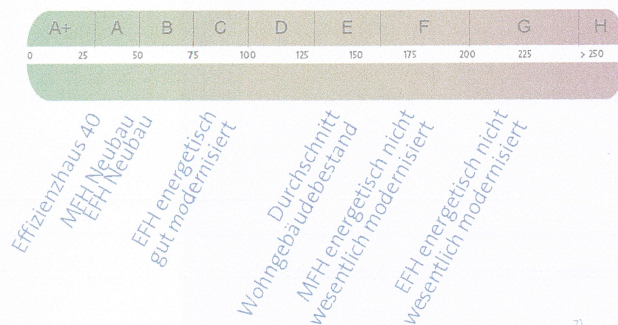 A+ A B C D E F G H
0 25 50 75 100 125 150 175 200 225 > 250
Effizienzhaus 40
MFH Neubau
EFH Neubau
EFH energetisch
gut modernisiert
Durchschnitt
Wohngebäudebestand
MFH energetisch nicht
wesentlich modernisiert
EFH energetisch nicht
wesentlich modernisiert
7)